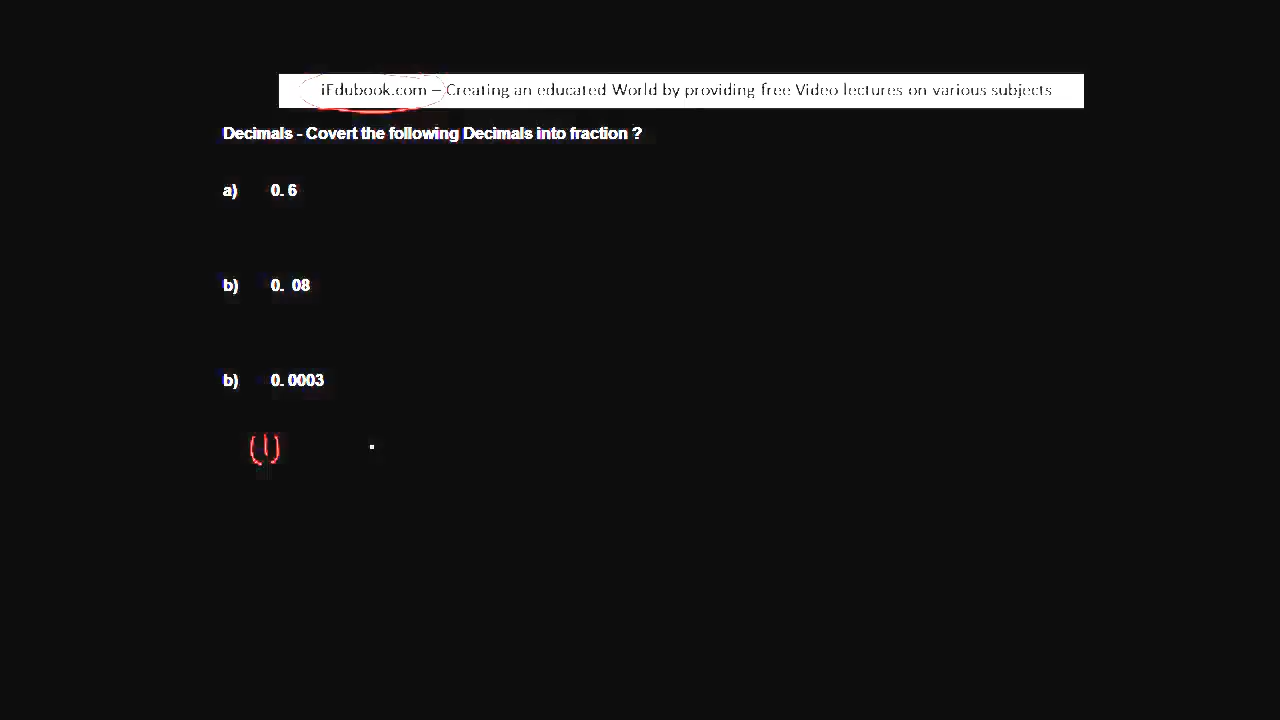 iEdubook.com – Creating an educated World by providing free Video lectures on various subjects
Decimals - Covert the following Decimals into fraction ?
a) 0. 6
b) 0. 08
b) 0. 0003
(1)